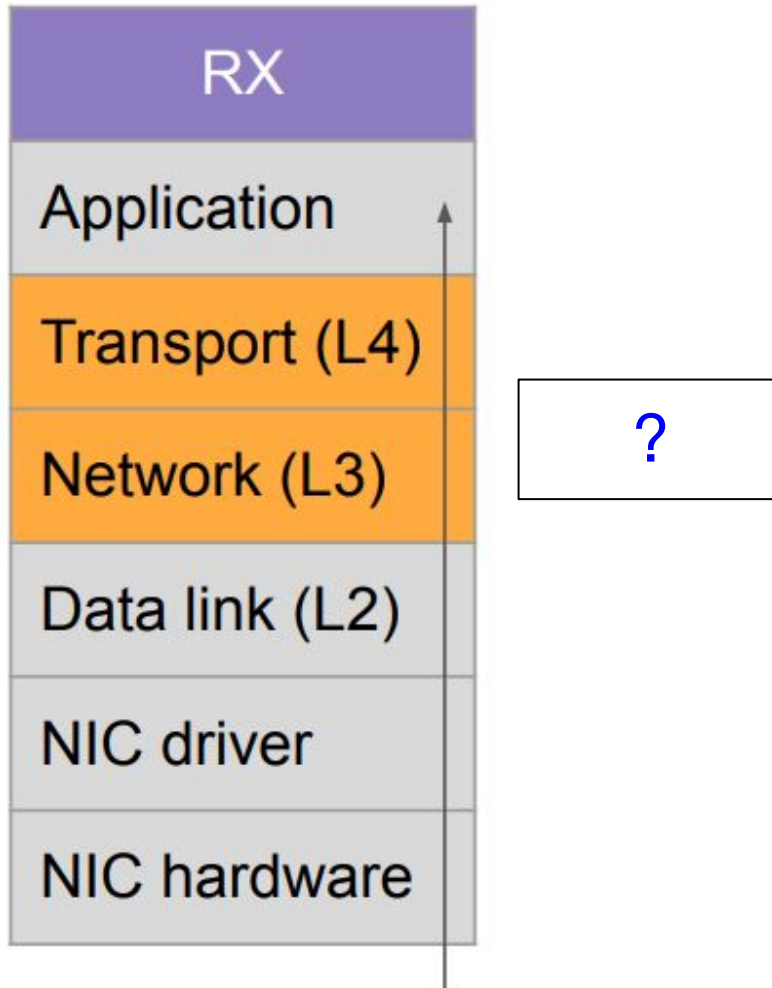 RX
Application
Transport (L4)
?
Network (L3)
Data link (L2)
NIC driver
NIC hardware